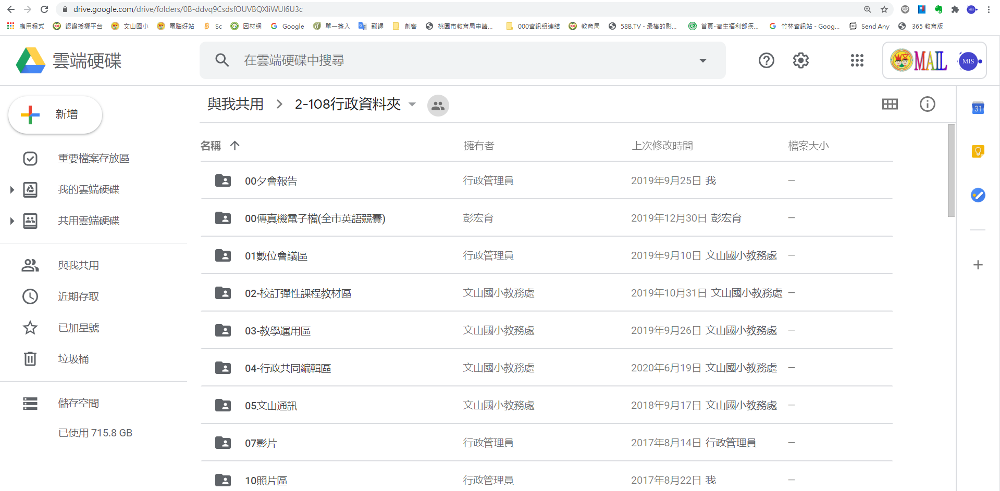 drive.google.com/drive/folders/0B-ddvq9CsdsfOUVBQXliWUI6U3c
應用程式 認證授權平台 文山國小 電腦好站 Sc 因材網 Google 單一簽入 翻譯 創客 桃園市教育局申請... 000資訊組連結 教育局 58B.TV - 最棒的影... 首頁-衛生福利部疾... 竹林資訊站 - Goog... Send Any 365 教育版
雲端硬碟
在雲端硬碟中搜尋
MAIL MIS
新增
與我共用 > 2-108行政資料夾
31
名稱 擁有者 上次修改時間 檔案大小
重要檔案存放區
我的雲端硬碟
共用雲端硬碟
與我共用
近期存取
已加星號
垃圾桶
儲存空間
已使用 715.8 GB
00夕會報告 行政管理員 2019年9月25日 我 —
00傳真機電子檔(全市英語競賽) 彭宏育 2019年12月30日 彭宏育 —
01數位會議區 行政管理員 2019年9月10日 文山國小教務處 —
02-校訂彈性課程教材區 文山國小教務處 2019年10月31日 文山國小教務處 —
03-教學運用區 文山國小教務處 2019年9月26日 文山國小教務處 —
04-行政共同編輯區 文山國小教務處 2020年6月19日 文山國小教務處 —
05文山通訊 文山國小教務處 2018年9月17日 文山國小教務處 —
07影片 行政管理員 2017年8月14日 行政管理員 —
10照片區 行政管理員 2017年8月22日 我 —